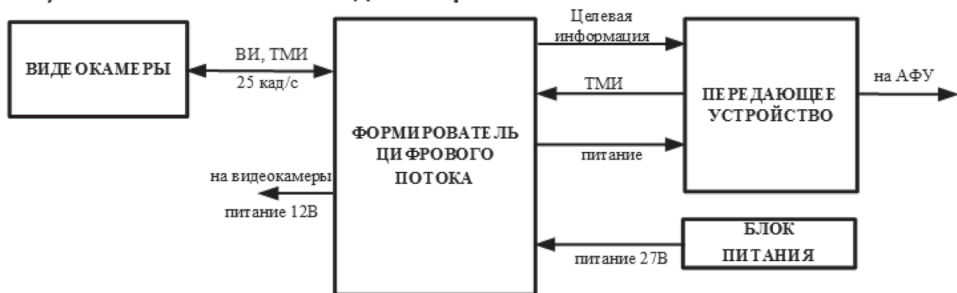 ВИДЕОКАМЕРЫ
ВИ, ТМИ
25 кад/с
на видеокамеры
питание 12В
ФОРМИРОВАТЕЛЬ
ЦИФРОВОГО
ПОТОКА
Целевая
информация
ТМИ
питание
питание 27В
ПЕРЕДАЮЩЕЕ
УСТРОЙСТВО
на АФУ
БЛОК
ПИТАНИЯ